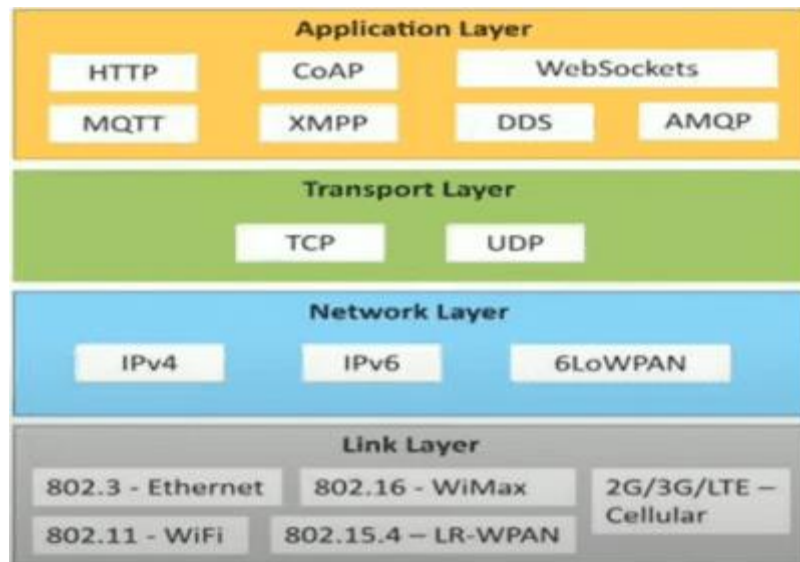 Application Layer
HTTP
CoAP
WebSockets
MQTT
XMPP
DDS
AMQP
Transport Layer
TCP
UDP
Network Layer
IPv4
IPv6
6LoWPAN
Link Layer
802.3 - Ethernet
802.16 - WiMax
2G/3G/LTE –
Cellular
802.11 - WiFi
802.15.4 – LR-WPAN